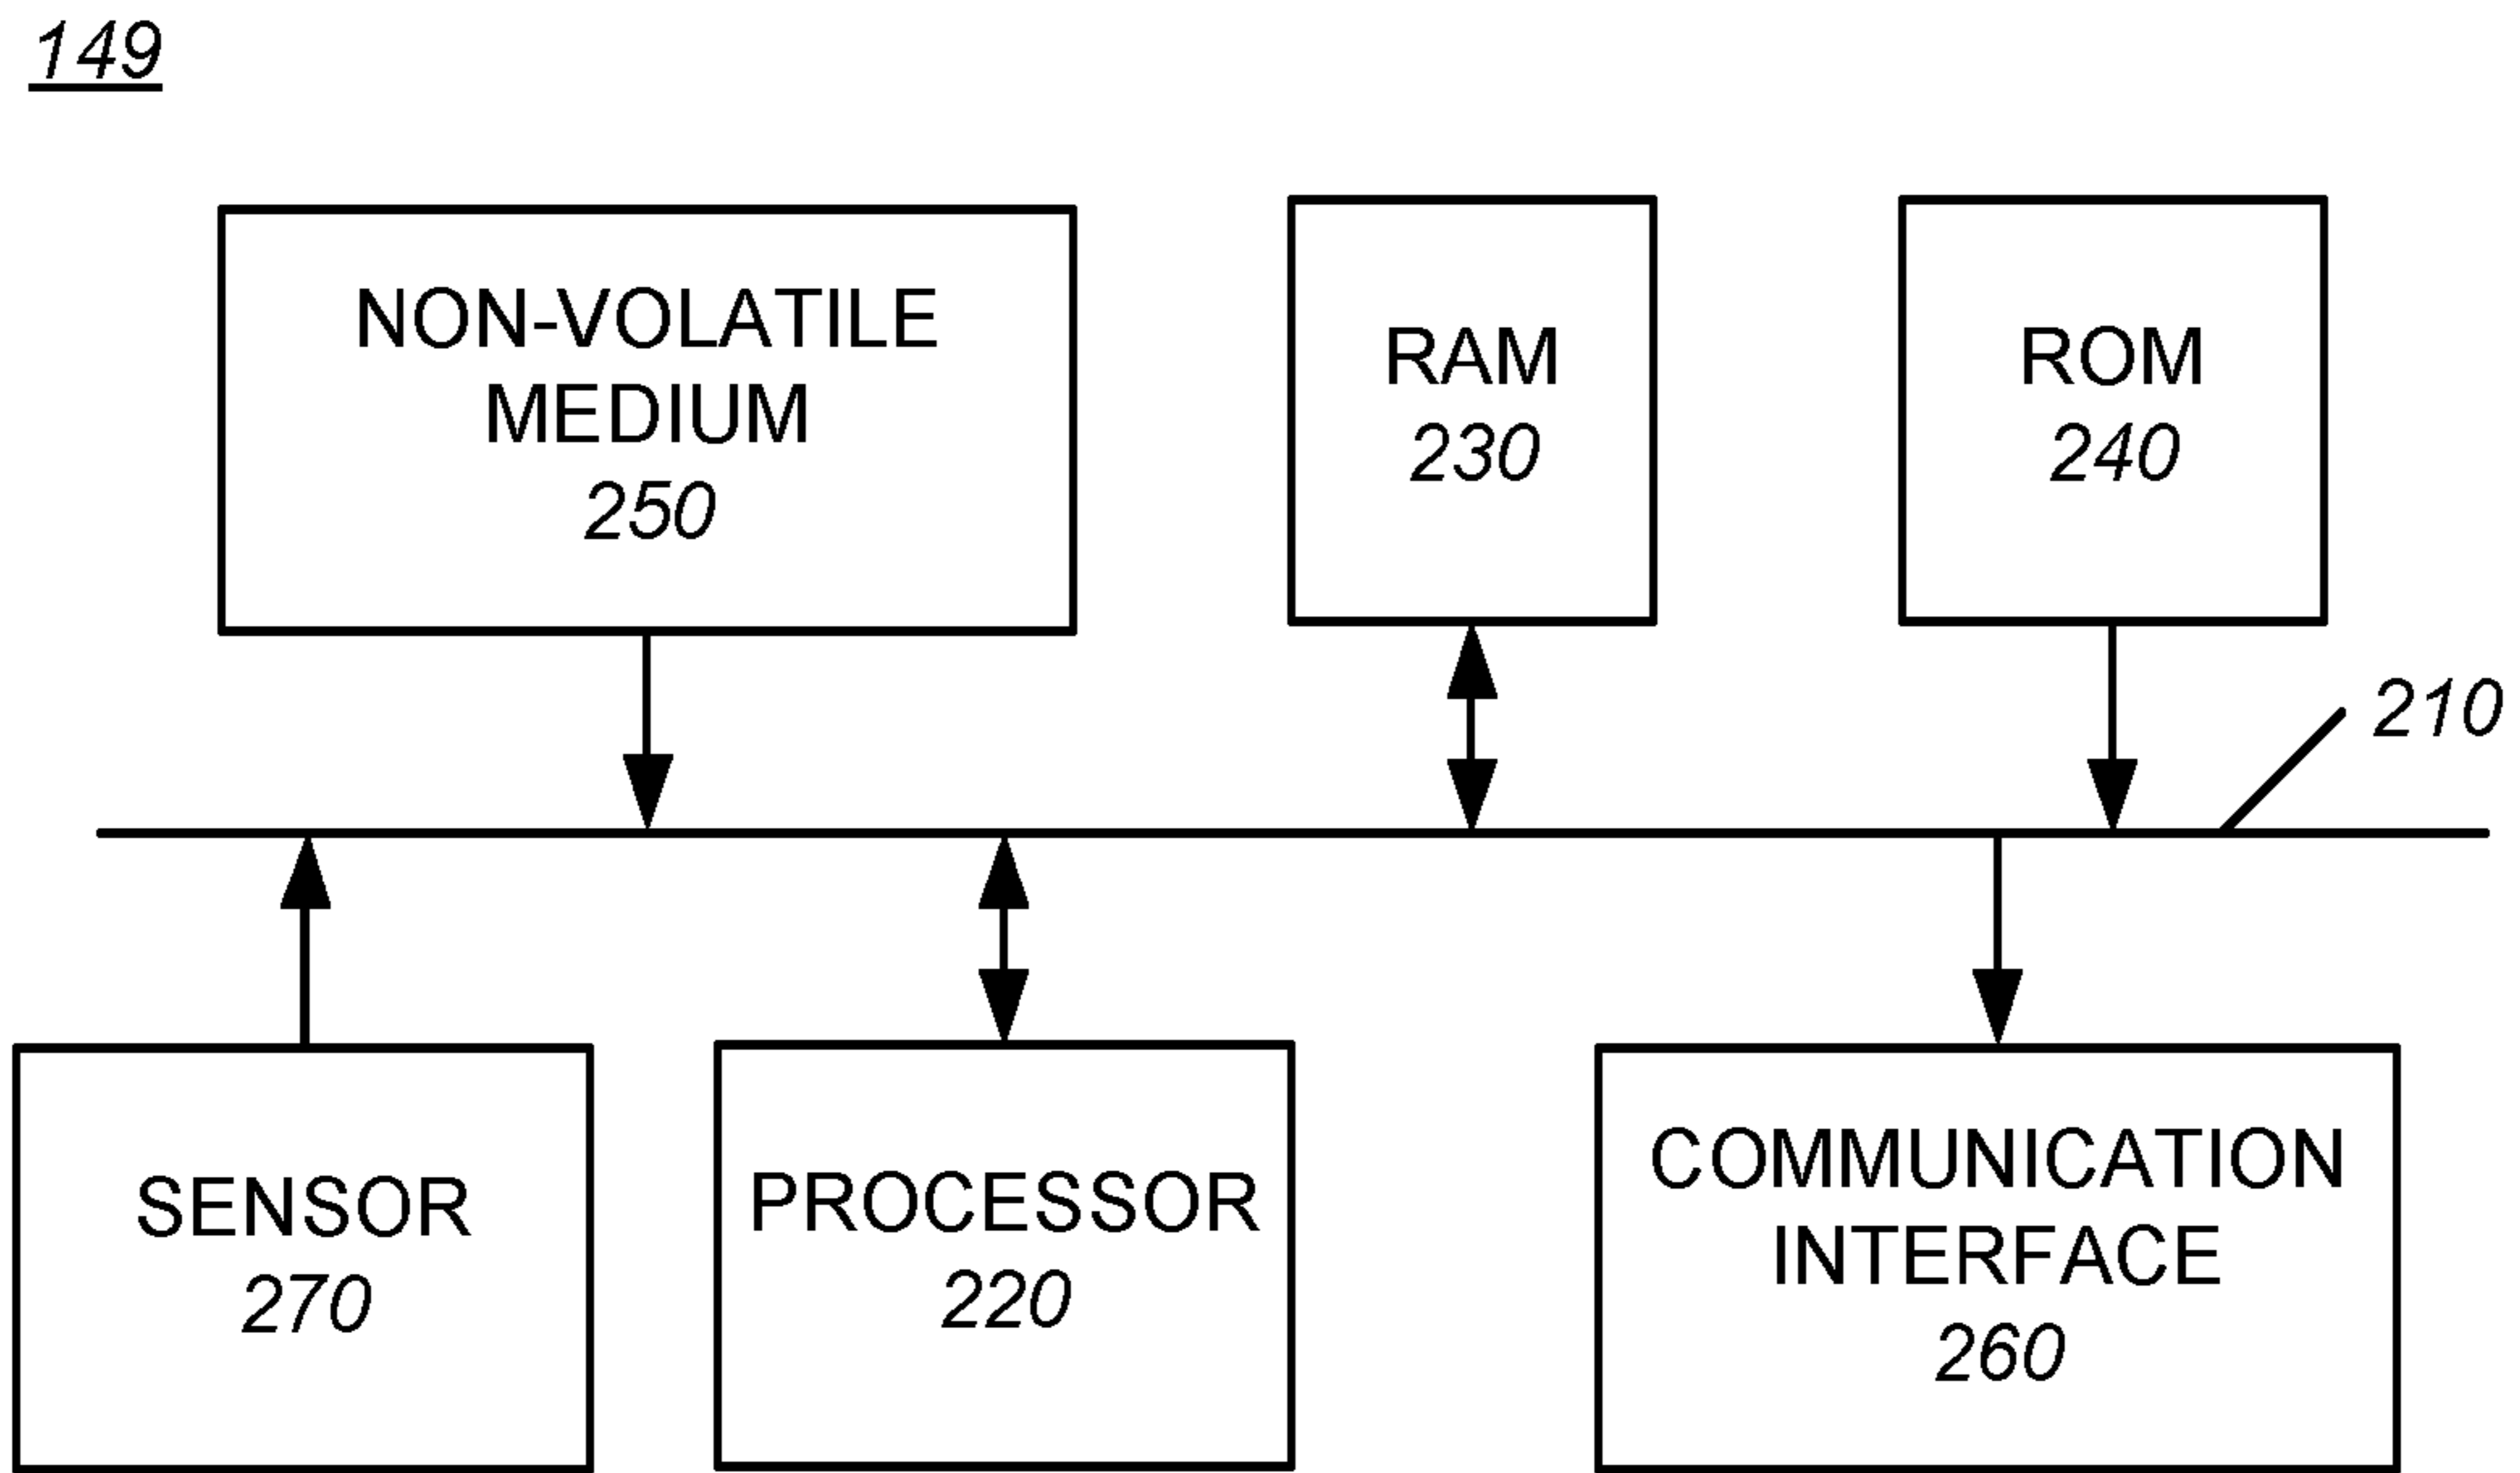 149
NON-VOLATILE
MEDIUM
250
RAM
230
ROM
240
210
SENSOR
270
PROCESSOR
220
COMMUNICATION
INTERFACE
260